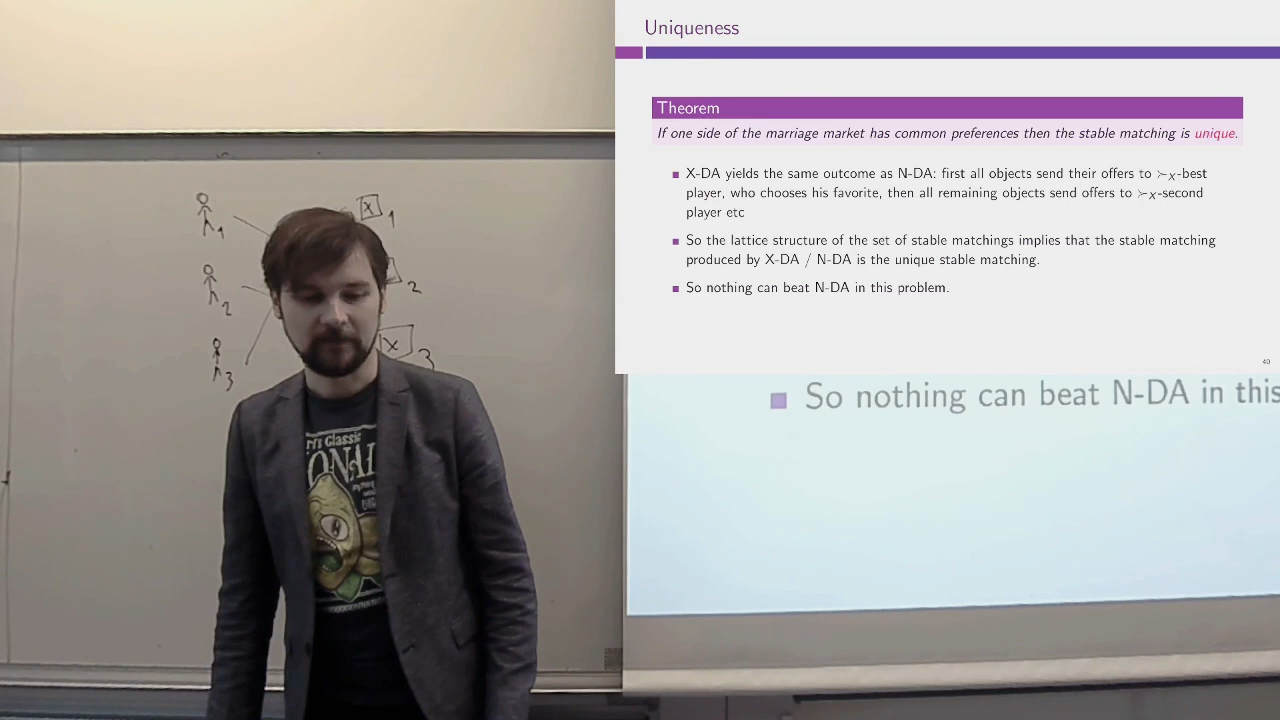 Uniqueness
Theorem
If one side of the marriage market has common preferences then the stable matching is unique.
■ X-DA yields the same outcome as N-DA: first all objects send their offers to ≻X-best
player, who chooses his favorite, then all remaining objects send offers to ≻X-second
player etc
■ So the lattice structure of the set of stable matchings implies that the stable matching
produced by X-DA / N-DA is the unique stable matching.
■ So nothing can beat N-DA in this problem.
40
■ So nothing can beat N-DA in this
1
X 1
2
2
3
X 3
Classic